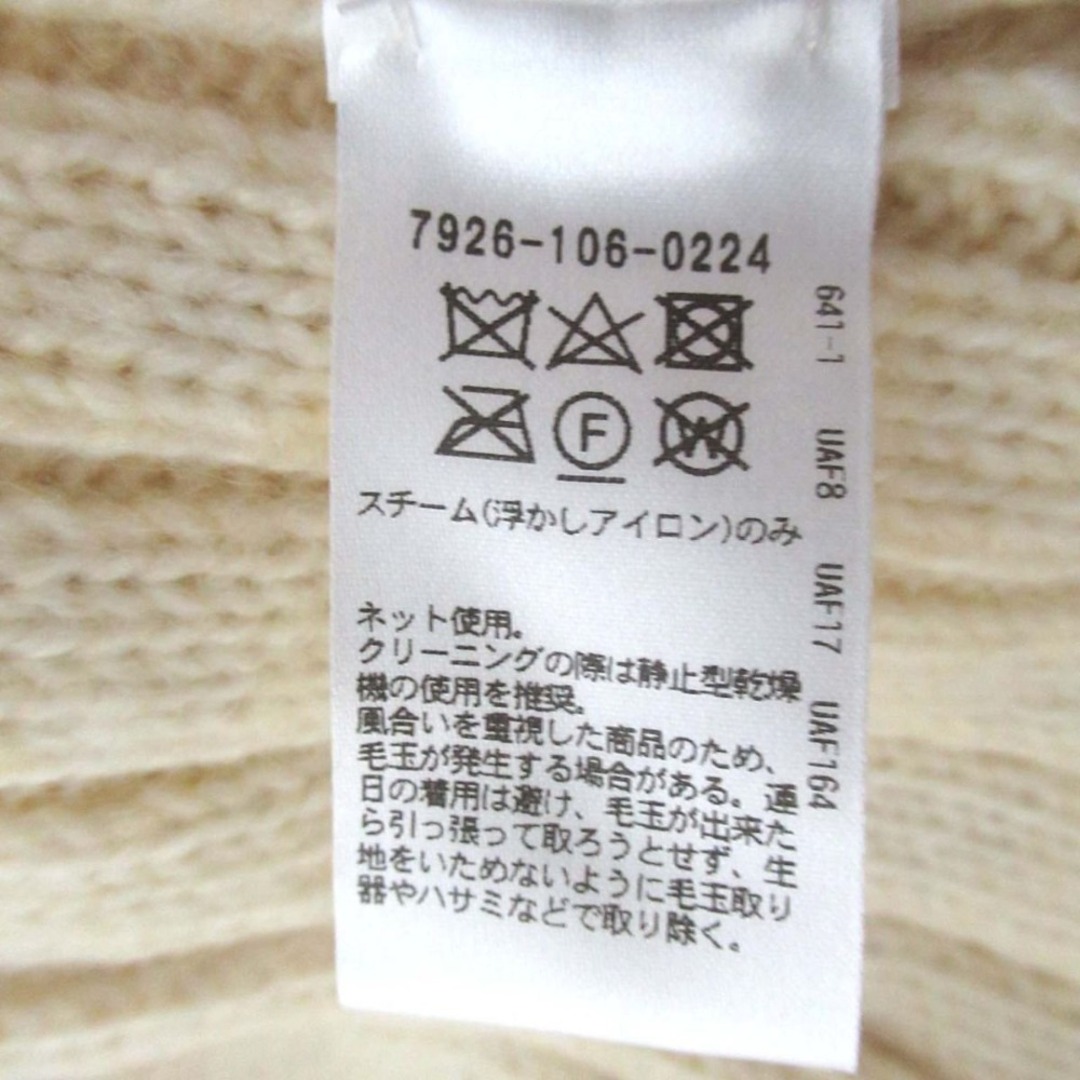 7926-106-0224
F
W
スチーム(浮かしアイロン)のみ
ネット使用。
クリーニングの際は静止型乾燥
機の使用を推奨。
風合いを重視した商品のため、
毛玉が発生する場合がある。連
日の着用は避け、毛玉が出来た
ら引っ張って取ろうとせず、生
地をいためないように毛玉取り
器やハサミなどで取り除く。
641-1 UAF8 UAF17 UAF164